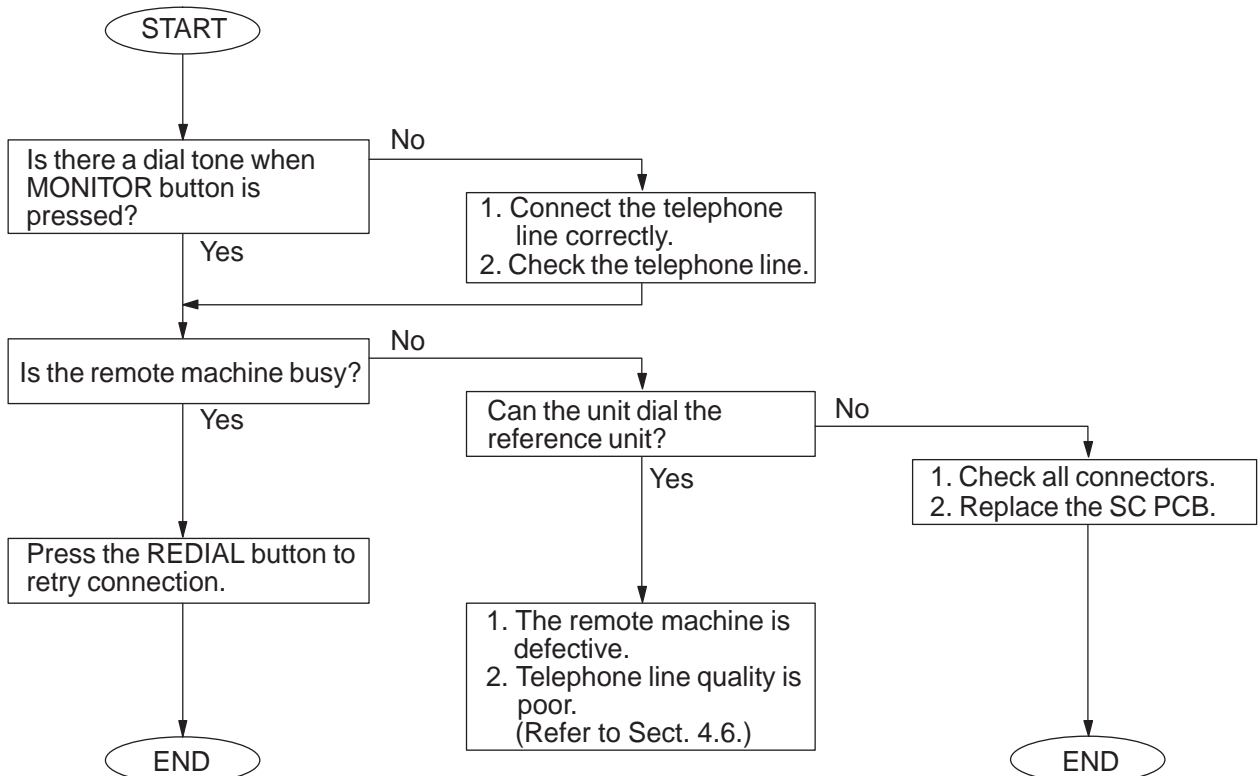 START
Is there a dial tone when
MONITOR button is
pressed?
No
1. Connect the telephone
line correctly.
2. Check the telephone line.
Yes
Is the remote machine busy?
No
Can the unit dial the
reference unit?
No
1. Check all connectors.
2. Replace the SC PCB.
Yes
Yes
Press the REDIAL button to
retry connection.
1. The remote machine is
defective.
2. Telephone line quality is
poor.
(Refer to Sect. 4.6.)
END
END